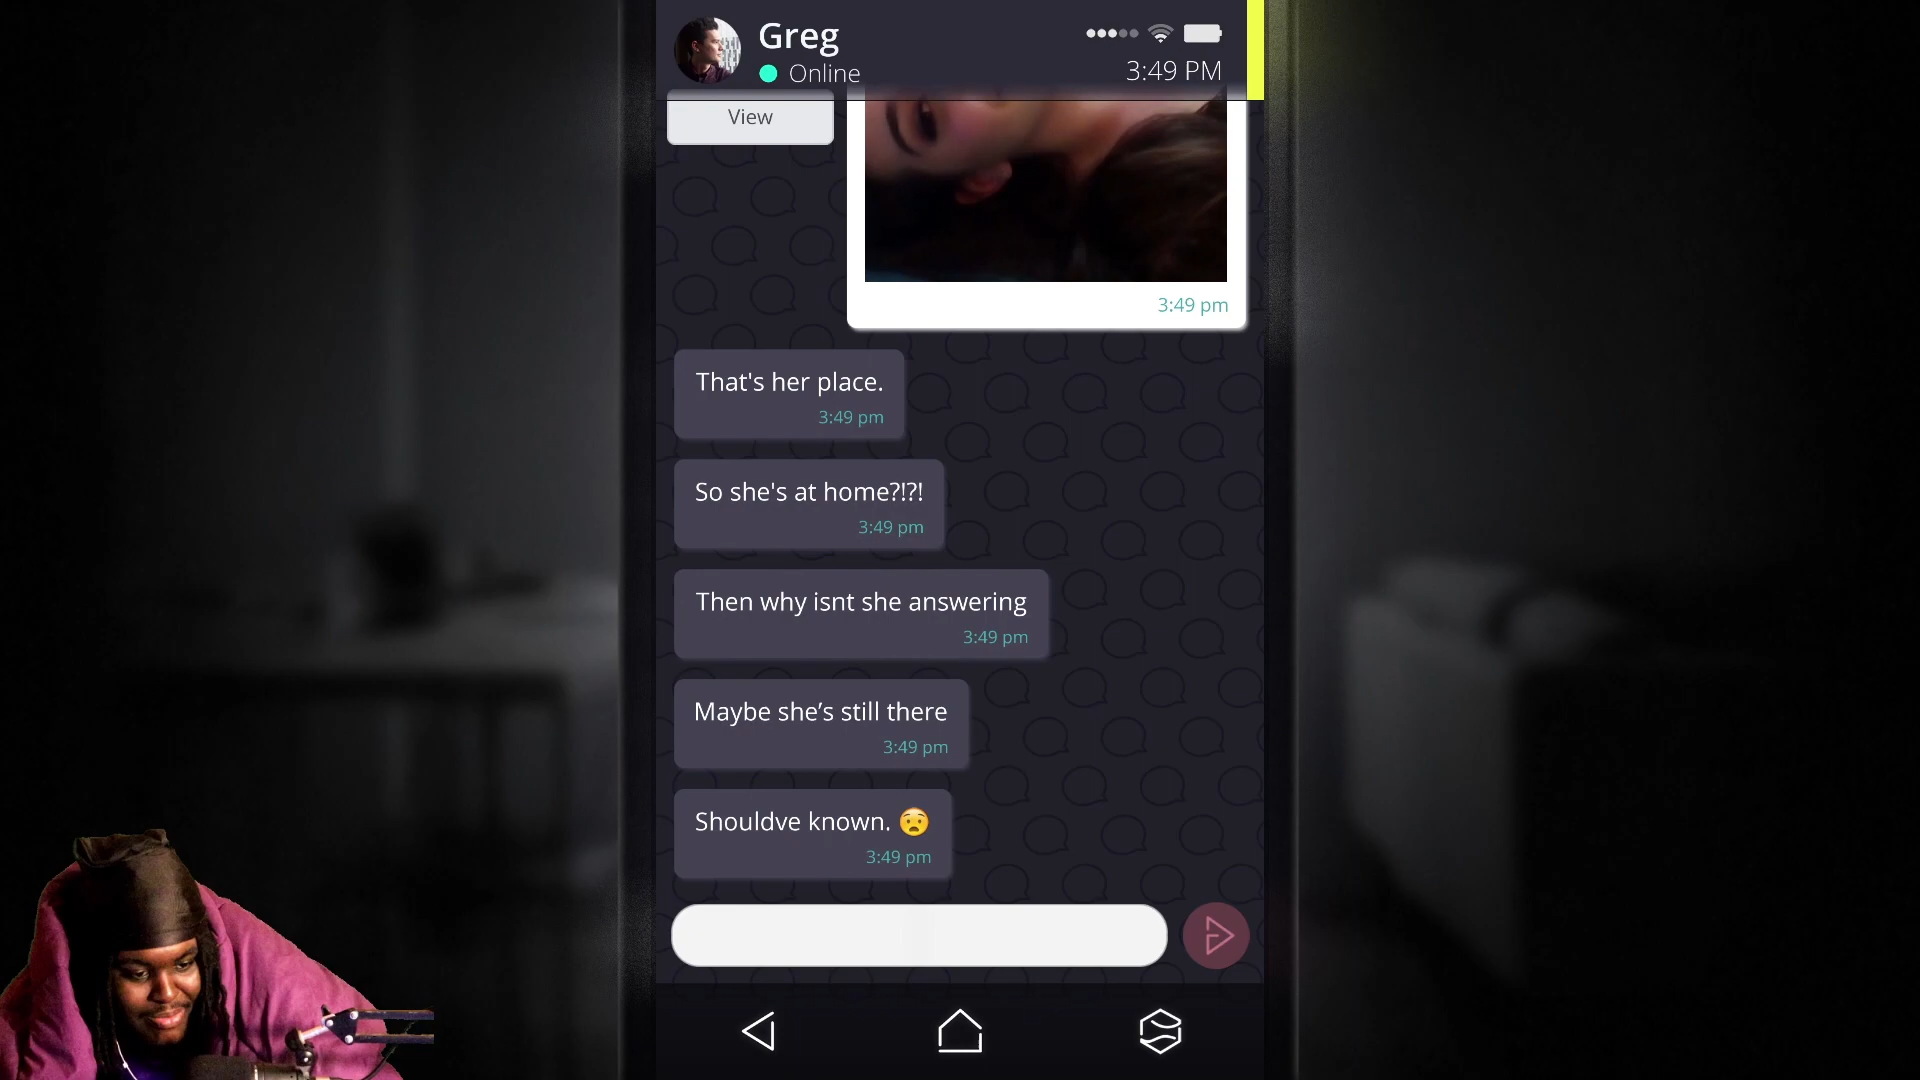 Greg
Online
3:49 PM
View
3:49 pm
That's her place.
3:49 pm
So she's at home?!?!
3:49 pm
Then why isnt she answering
3:49 pm
Maybe she’s still there
3:49 pm
Shouldve known. 😧
3:49 pm